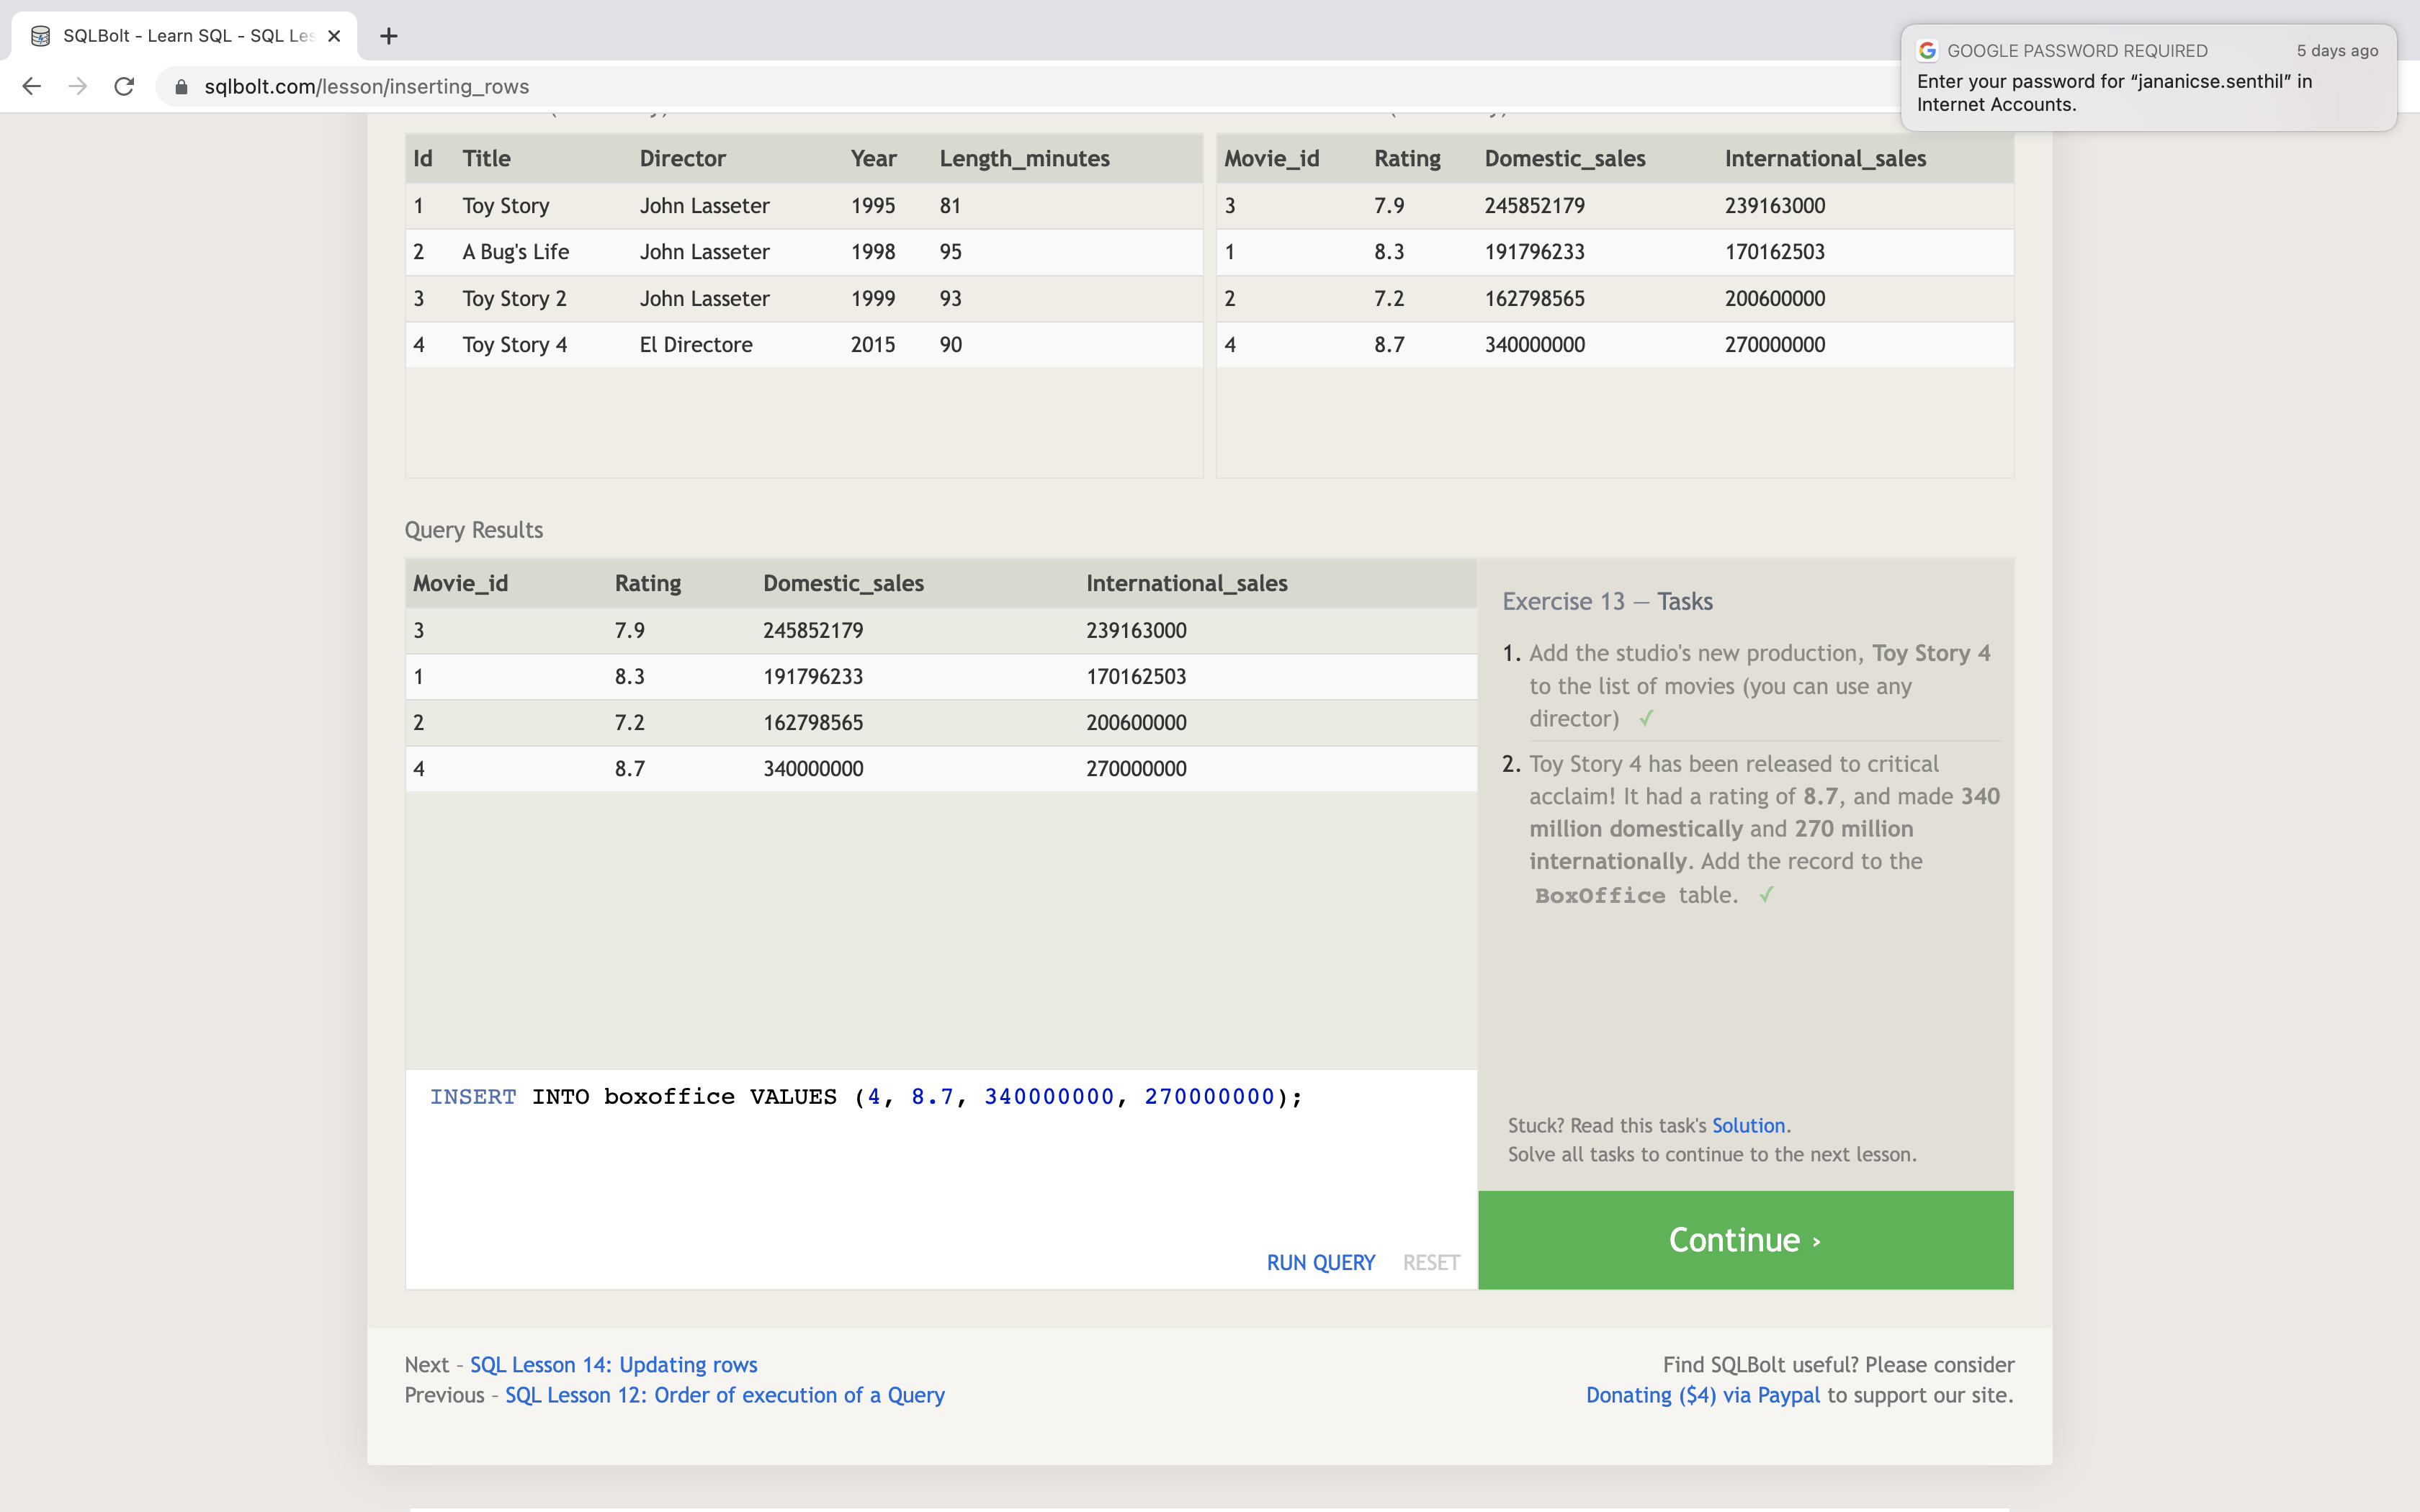 SQLBolt - Learn SQL - SQL Les
GOOGLE PASSWORD REQUIRED 5 days ago
Enter your password for “jananicse.senthil” in
Internet Accounts.
sqlbolt.com/lesson/inserting_rows
Id Title Director Year Length_minutes
1 Toy Story John Lasseter 1995 81
2 A Bug's Life John Lasseter 1998 95
3 Toy Story 2 John Lasseter 1999 93
4 Toy Story 4 El Directore 2015 90
Movie_id Rating Domestic_sales International_sales
3 7.9 245852179 239163000
1 8.3 191796233 170162503
2 7.2 162798565 200600000
4 8.7 340000000 270000000
Query Results
Movie_id Rating Domestic_sales International_sales
3 7.9 245852179 239163000
1 8.3 191796233 170162503
2 7.2 162798565 200600000
4 8.7 340000000 270000000
INSERT INTO boxoffice VALUES (4, 8.7, 340000000, 270000000);
RUN QUERY RESET
Exercise 13 — Tasks
1. Add the studio's new production, Toy Story 4
to the list of movies (you can use any
director) ✓
2. Toy Story 4 has been released to critical
acclaim! It had a rating of 8.7, and made 340
million domestically and 270 million
internationally. Add the record to the
BoxOffice table. ✓
Stuck? Read this task's Solution.
Solve all tasks to continue to the next lesson.
Continue ›
Next – SQL Lesson 14: Updating rows
Previous – SQL Lesson 12: Order of execution of a Query
Find SQLBolt useful? Please consider
Donating ($4) via Paypal to support our site.